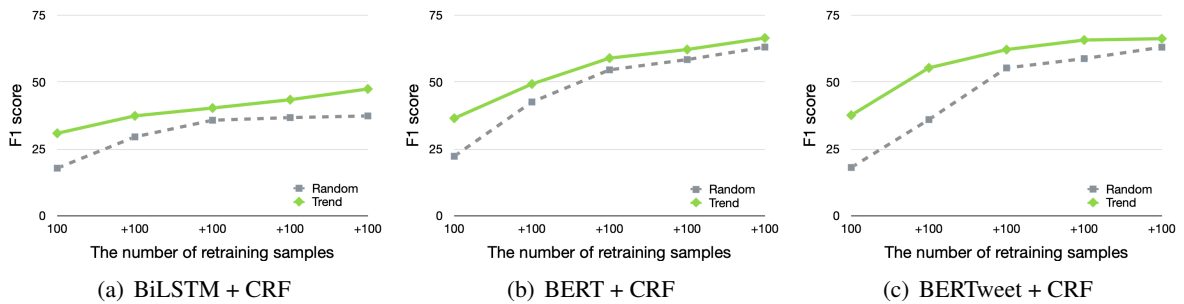 75
50
25
0
F1 score
Random
Trend
100 +100 +100 +100 +100
The number of retraining samples
(a) BiLSTM + CRF
75
50
25
0
F1 score
Random
Trend
100 +100 +100 +100 +100
The number of retraining samples
(b) BERT + CRF
75
50
25
0
F1 score
Random
Trend
100 +100 +100 +100 +100
The number of retraining samples
(c) BERTweet + CRF